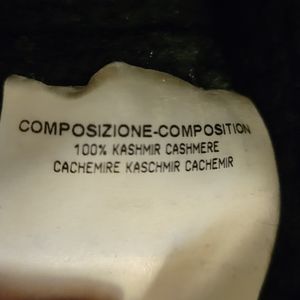 COMPOSIZIONE-COMPOSITION
100% KASHMIR CASHMERE
CACHEMIRE KASCHMIR CACHEMIR